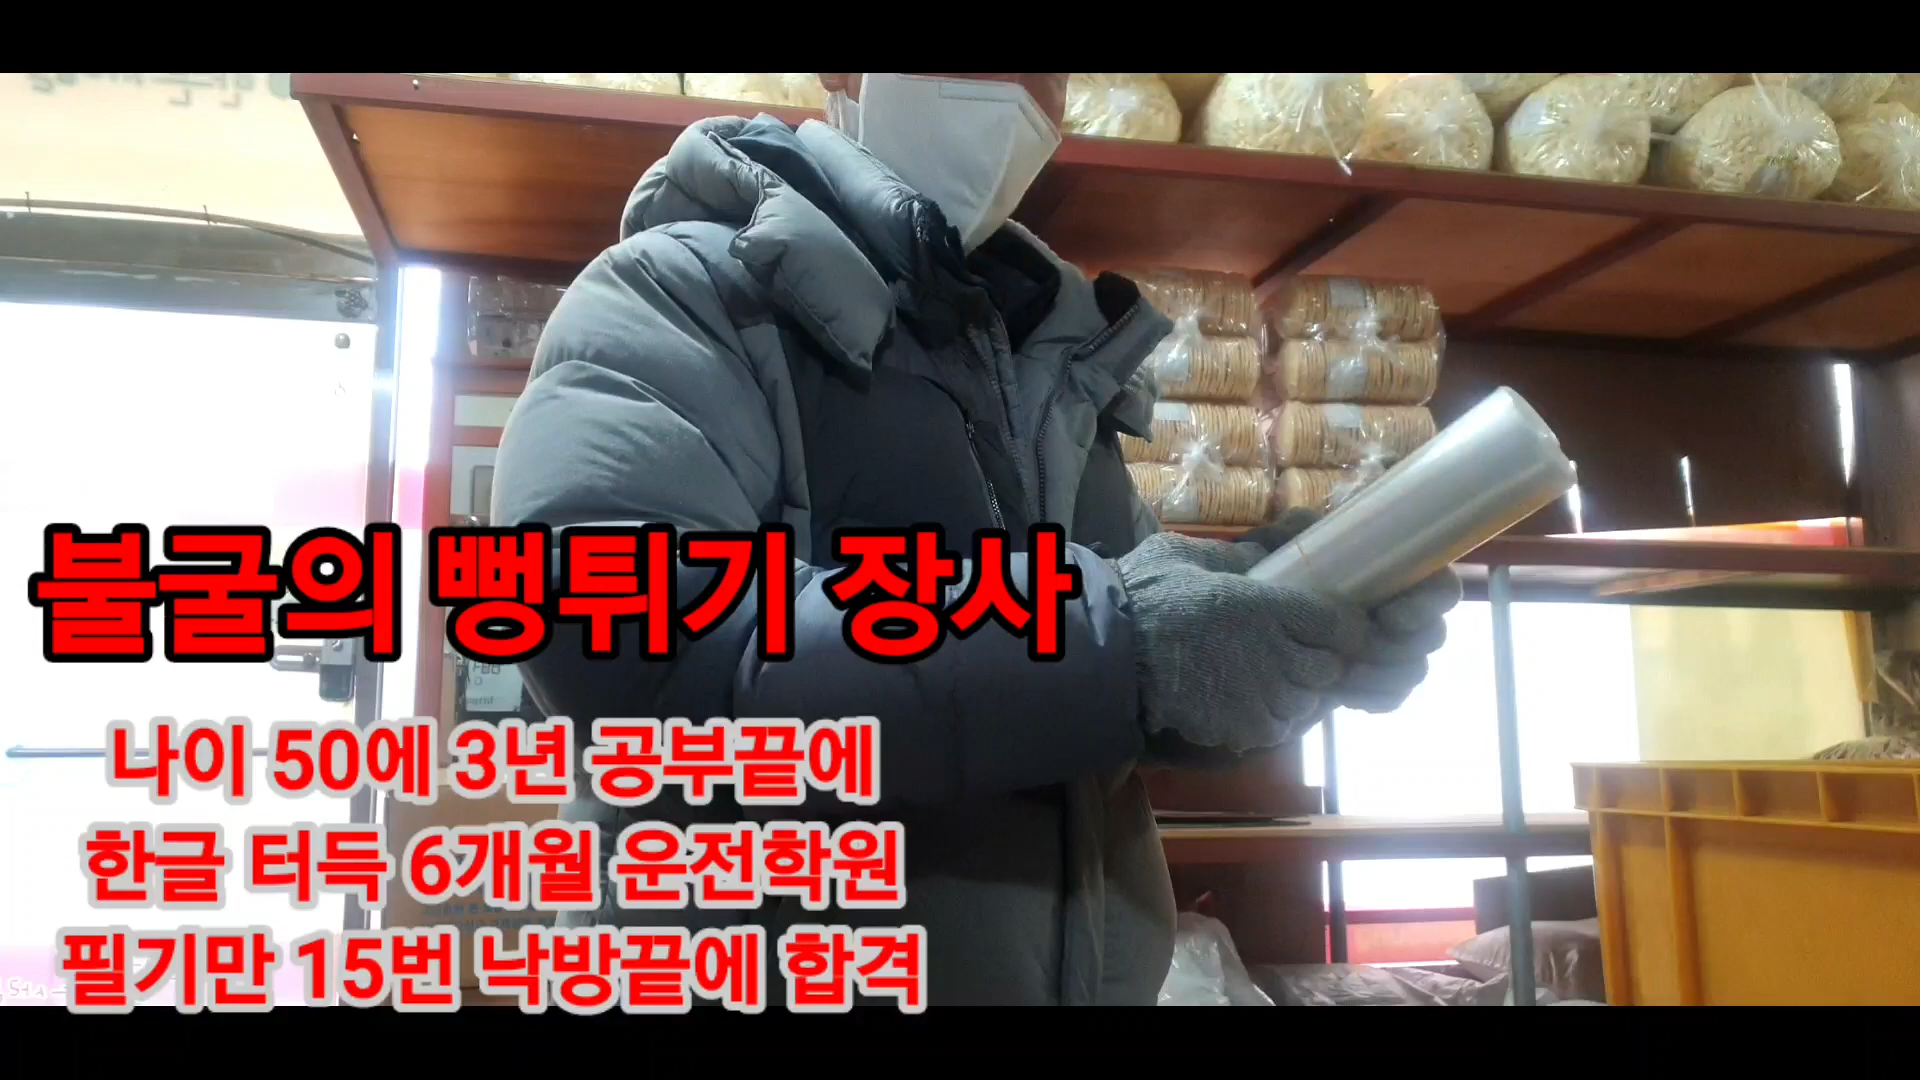 불굴의 뻥튀기 장사
나이 50에 3년 공부끝에
한글 터득 6개월 운전학원
필기만 15번 낙방끝에 합격